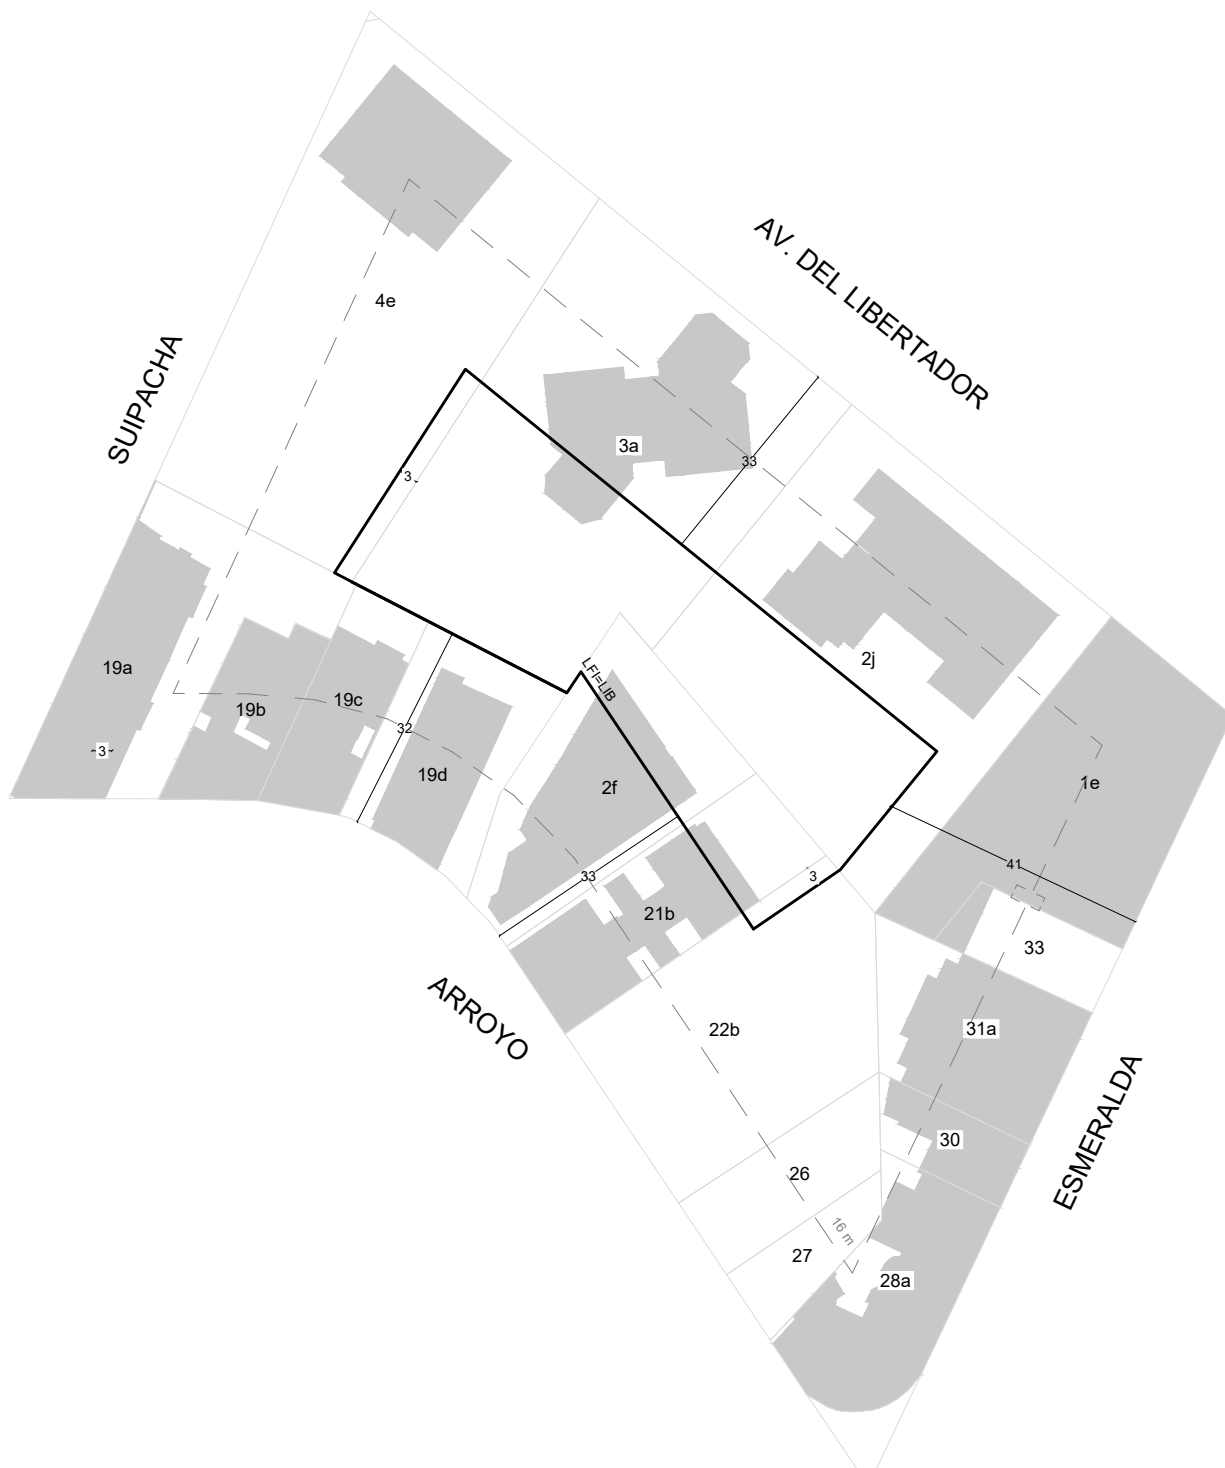 AV. DEL LIBERTADOR
4e
SUIPACHA
3a
33
3
2j
LFI=LIB
19a
19c
19b
32
3
19d
2f
1e
41
33
3
21b
33
ARROYO
22b
31a
ESMERALDA
30
26
16 m
27
28a